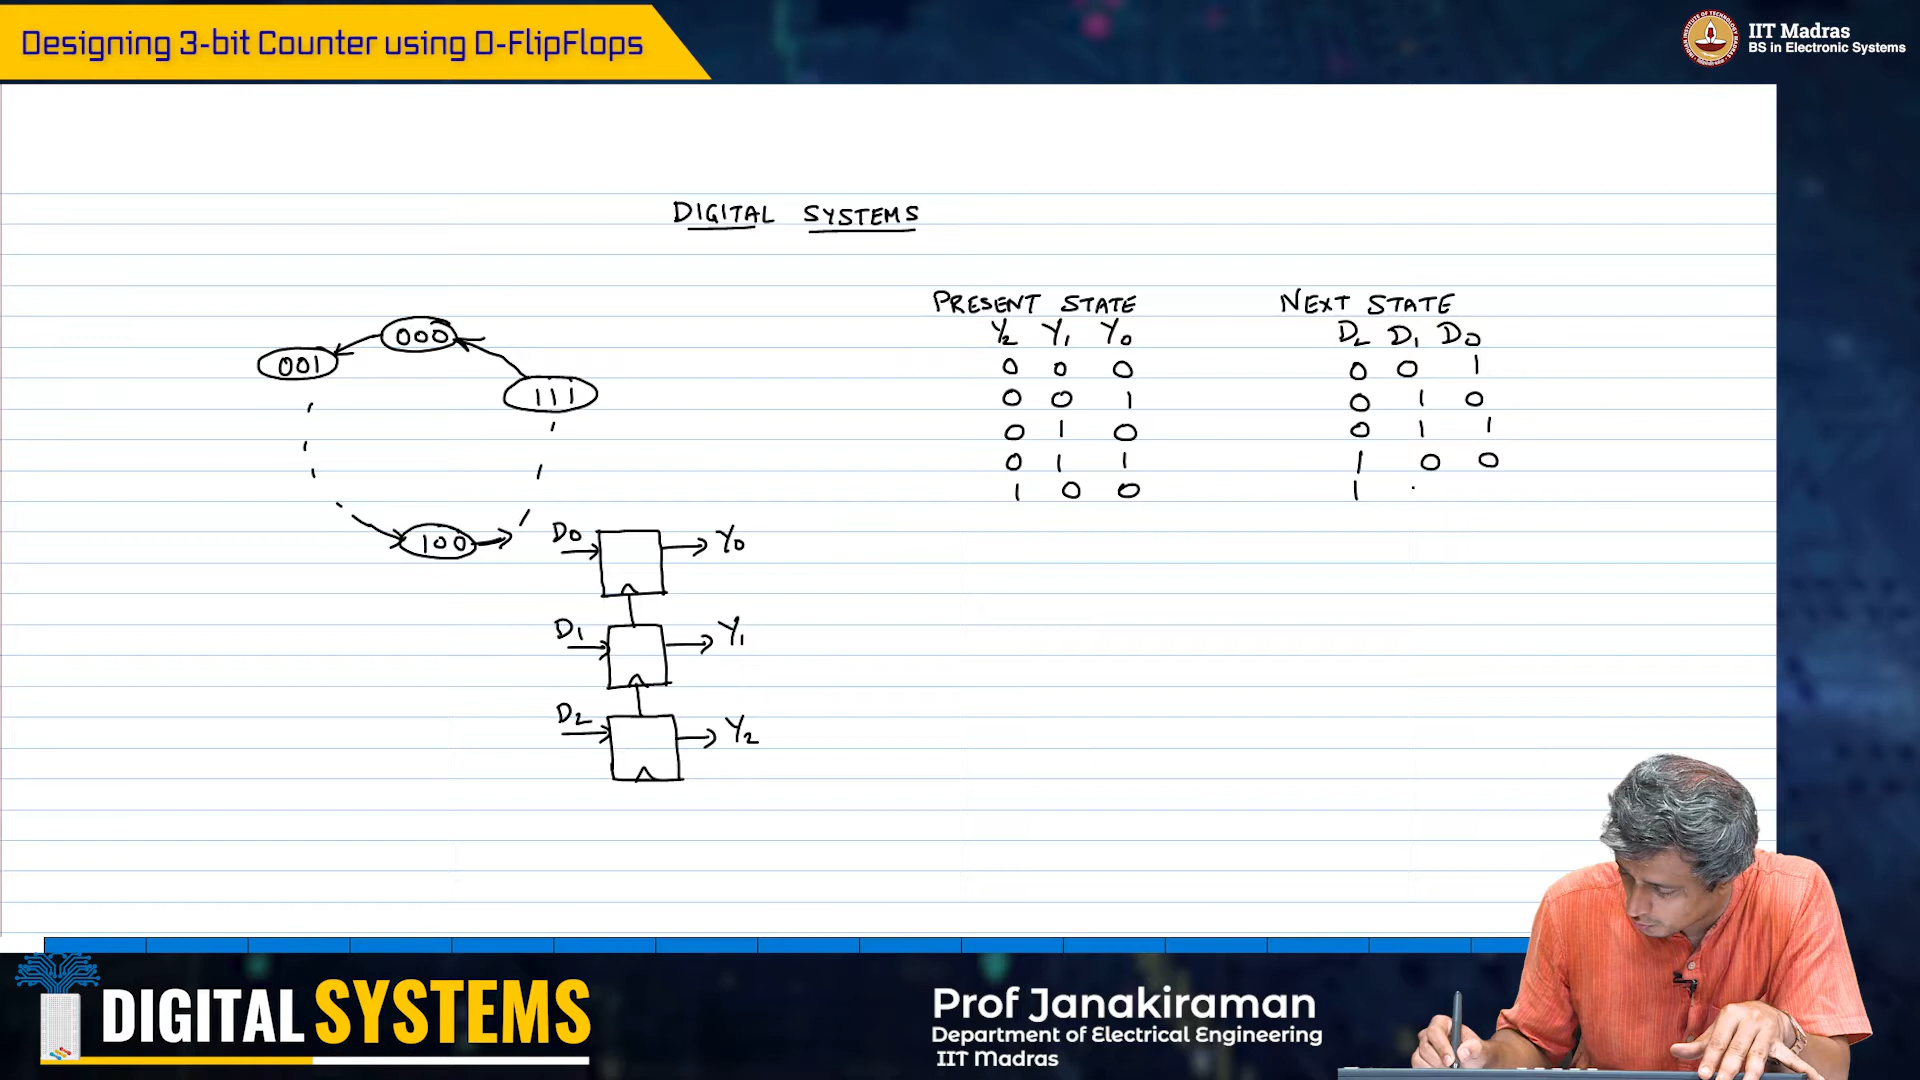 Designing 3-bit Counter using D-FlipFlops
IIT Madras
BS in Electronic Systems
DIGITAL SYSTEMS
PRESENT STATE NEXT STATE
Y2 Y1 Y0 D2 D1 D0
0 0 0 0 0 1
0 0 1 0 1 0
0 1 0 0 1 1
0 1 1 1 0 0
1 0 0 1
000
001
111
100
D0 Y0
D1 Y1
D2 Y2
DIGITAL SYSTEMS
Prof Janakiraman
Department of Electrical Engineering
IIT Madras